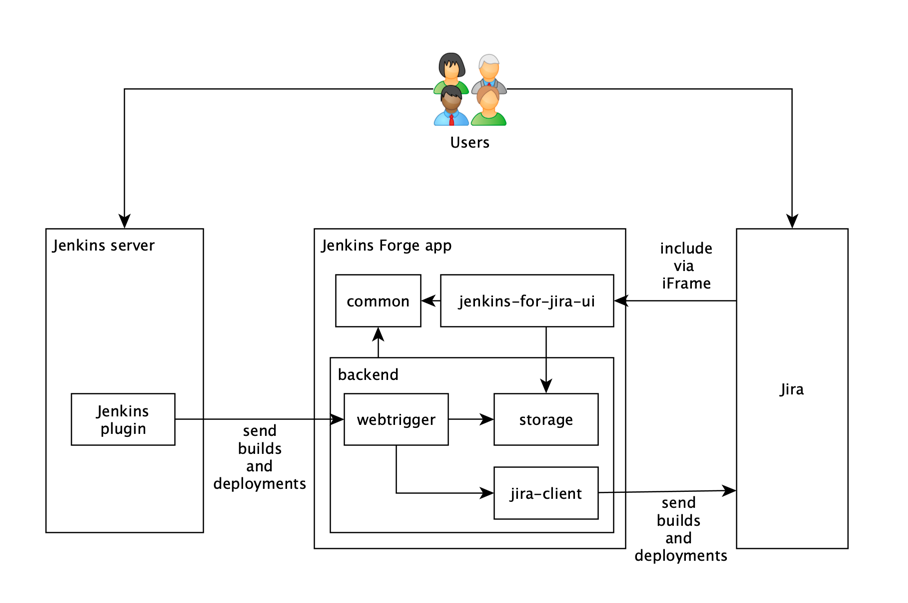 Users
Jenkins server
Jenkins Forge app
include
via
iFrame
common
jenkins-for-jira-ui
backend
Jira
Jenkins
plugin
webtrigger
storage
send
builds
and
deployments
jira-client
send
builds
and
deployments